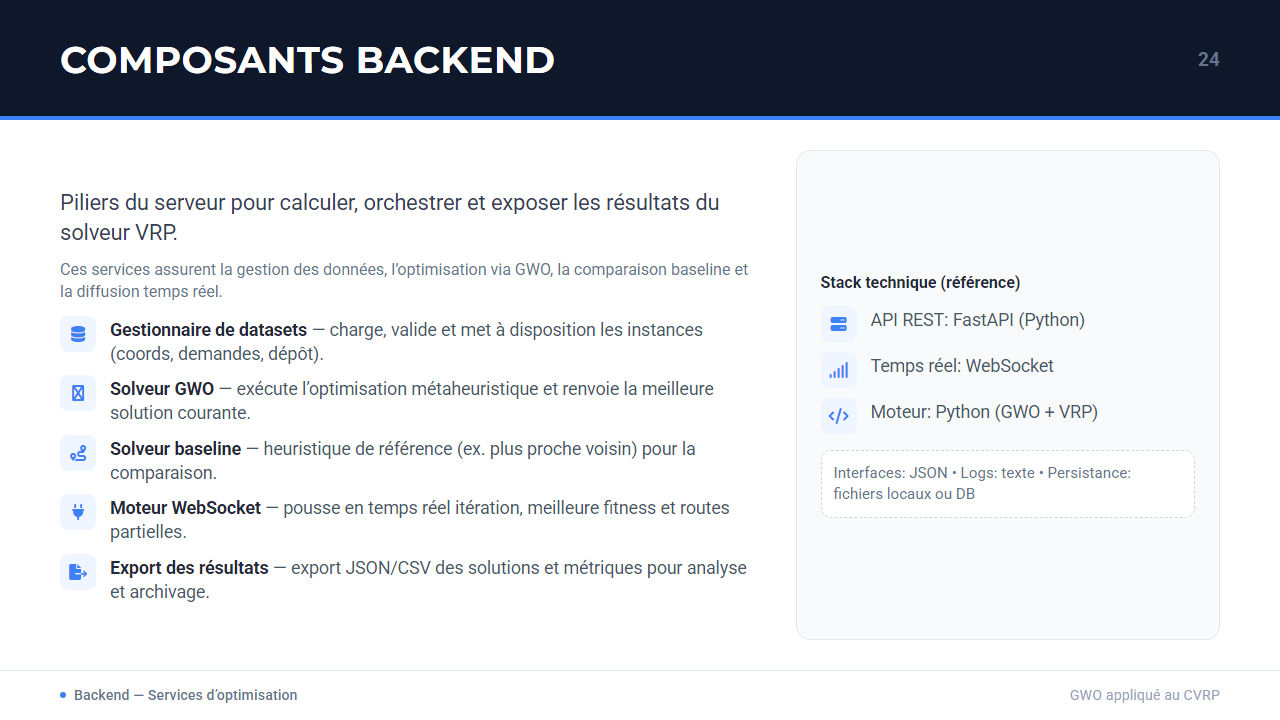 COMPOSANTS BACKEND
24
Piliers du serveur pour calculer, orchestrer et exposer les résultats du
solveur VRP.
Ces services assurent la gestion des données, l’optimisation via GWO, la comparaison baseline et
la diffusion temps réel.
Gestionnaire de datasets — charge, valide et met à disposition les instances
(coords, demandes, dépôt).
Solveur GWO — exécute l’optimisation métaheuristique et renvoie la meilleure
solution courante.
Solveur baseline — heuristique de référence (ex. plus proche voisin) pour la
comparaison.
Moteur WebSocket — pousse en temps réel itération, meilleure fitness et routes
partielles.
Export des résultats — export JSON/CSV des solutions et métriques pour analyse
et archivage.
Stack technique (référence)
API REST: FastAPI (Python)
Temps réel: WebSocket
Moteur: Python (GWO + VRP)
Interfaces: JSON • Logs: texte • Persistance:
fichiers locaux ou DB
Backend — Services d’optimisation
GWO appliqué au CVRP